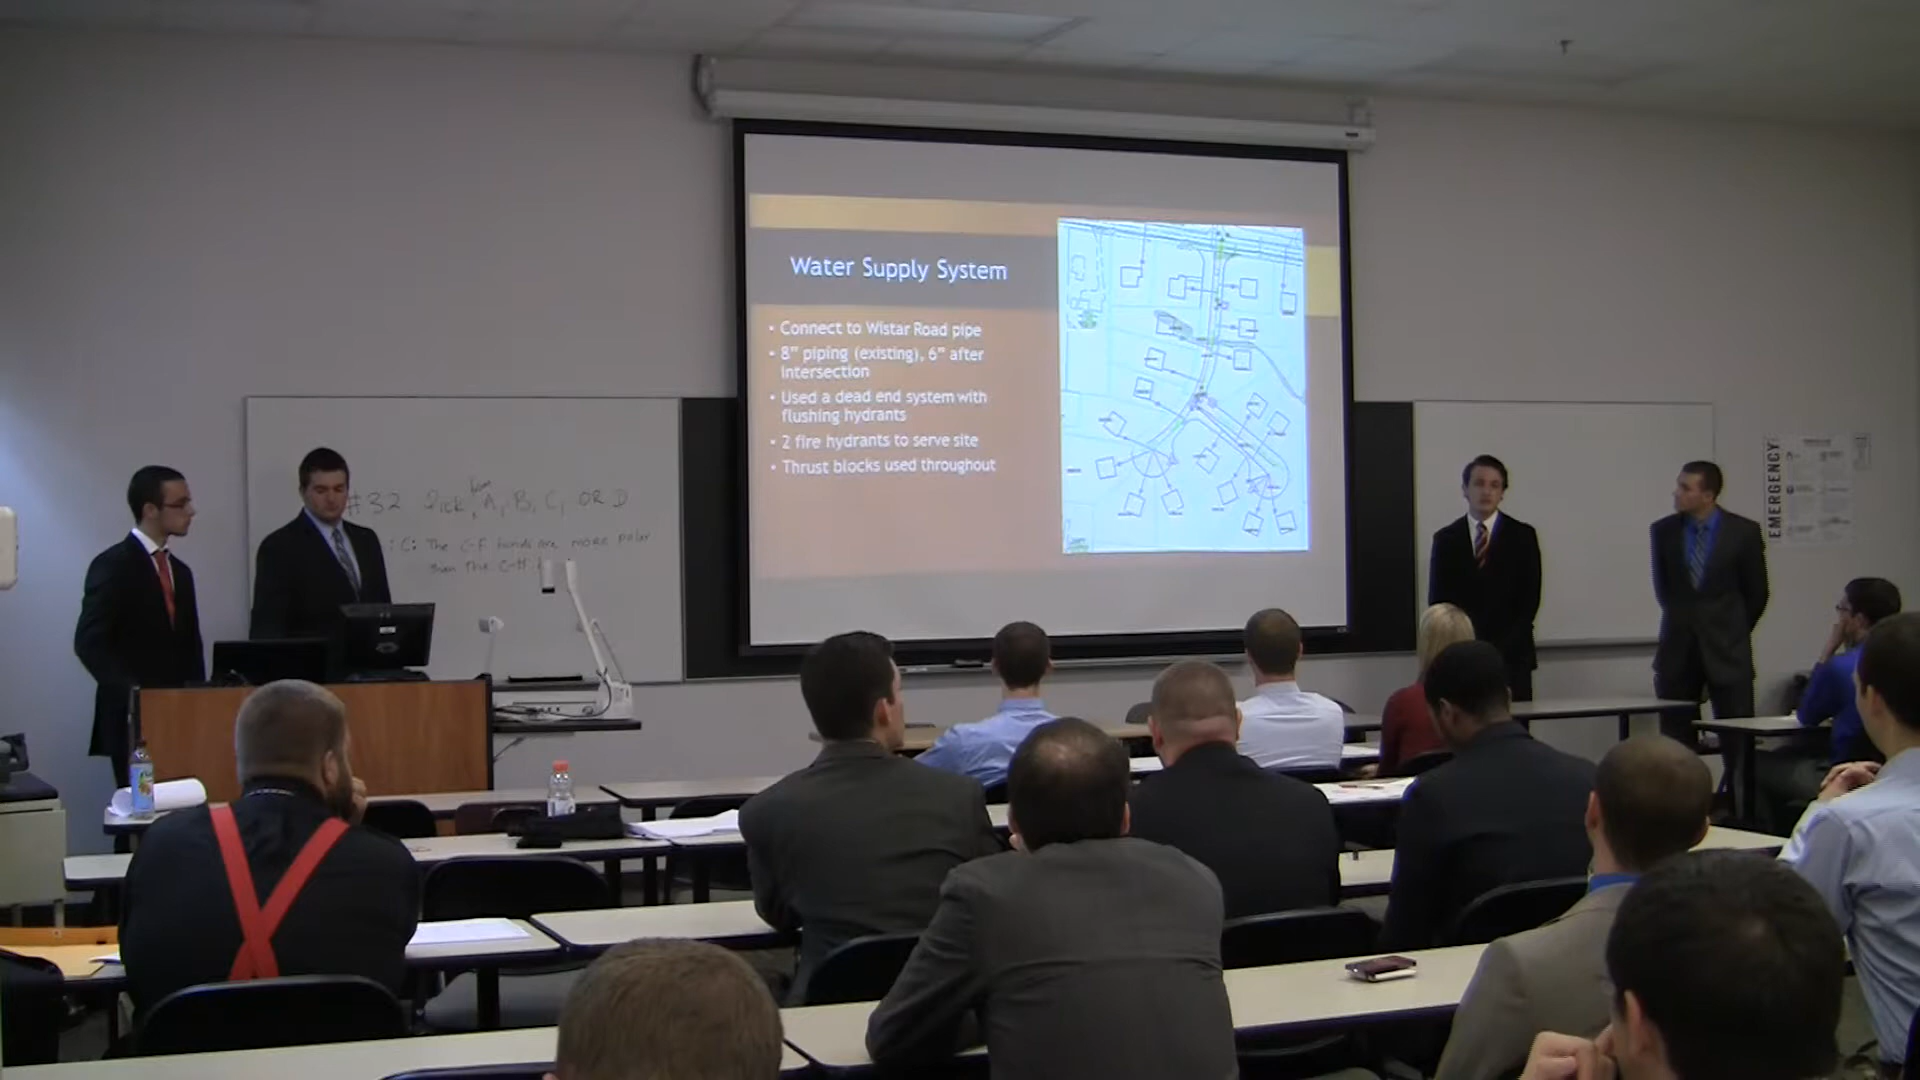 Water Supply System
• Connect to Wistar Road pipe
• 8" piping (existing), 6" after
intersection
• Used a dead end system with
flushing hydrants
• 2 fire hydrants to serve site
• Thrust blocks used throughout
#32 A, B, C, OR D
C: The C-F bonds are more polar
than the C-H
EMERGENCY